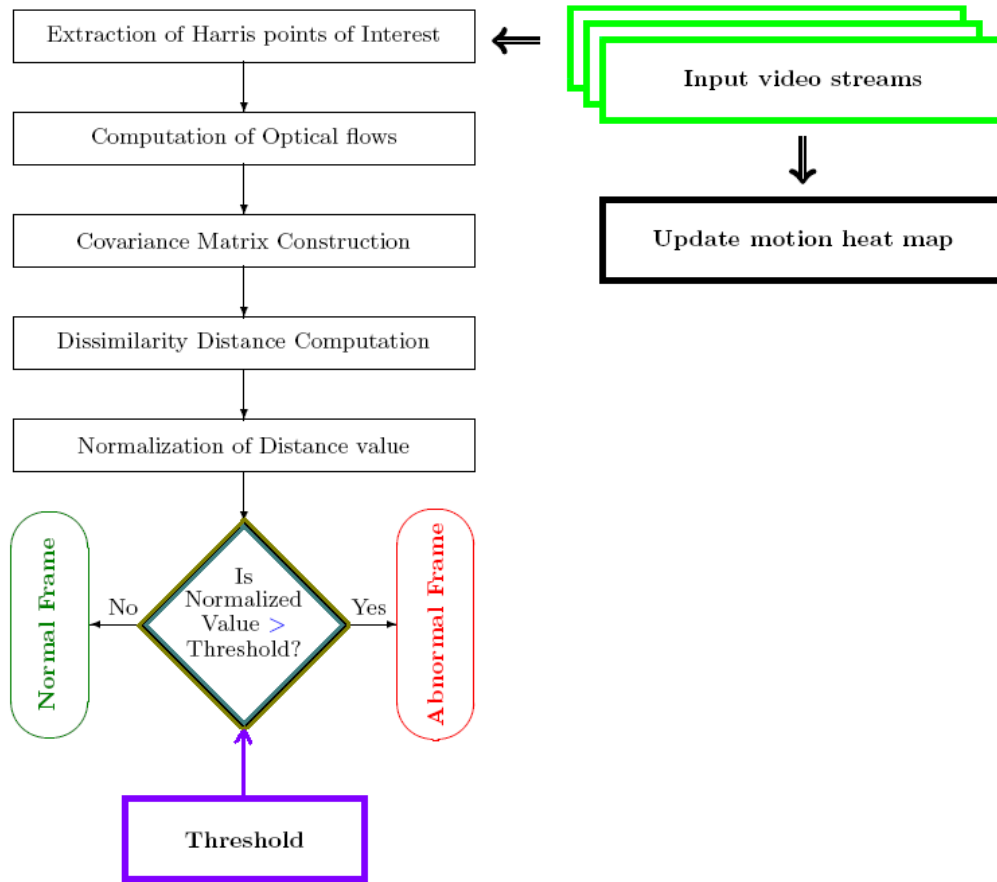 Extraction of Harris points of Interest
Input video streams
Computation of Optical flows
Update motion heat map
Covariance Matrix Construction
Dissimilarity Distance Computation
Normalization of Distance value
Normal Frame
No
Is
Normalized
Value >
Threshold?
Yes
Abnormal Frame
Threshold